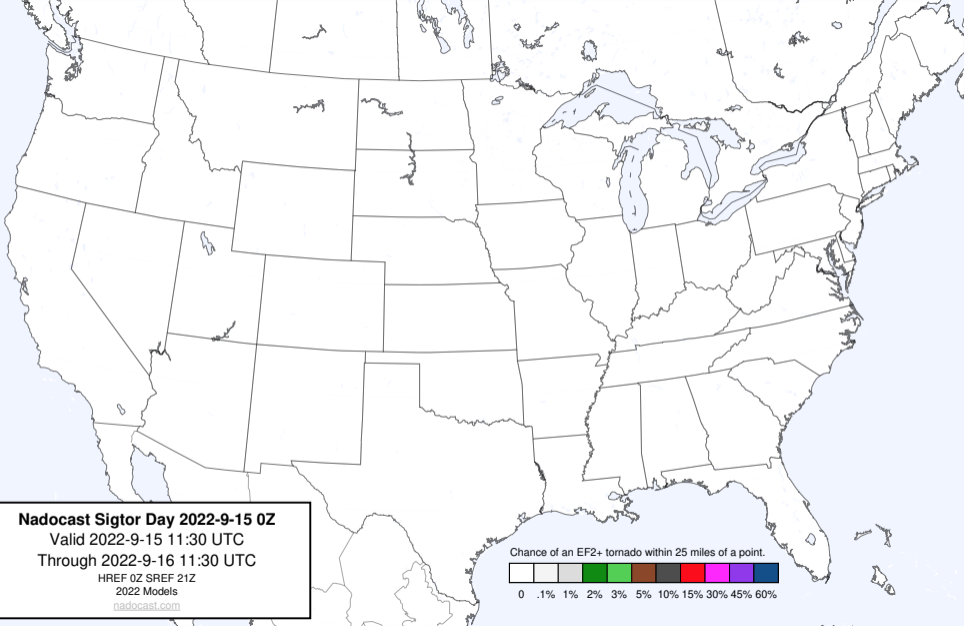 Nadocast Sigtor Day 2022-9-15 0Z
Valid 2022-9-15 11:30 UTC
Through 2022-9-16 11:30 UTC
HREF 0Z SREF 21Z
2022 Models
nadocast.com
Chance of an EF2+ tornado within 25 miles of a point.
0 .1% 1% 2% 3% 5% 10% 15% 30% 45% 60%